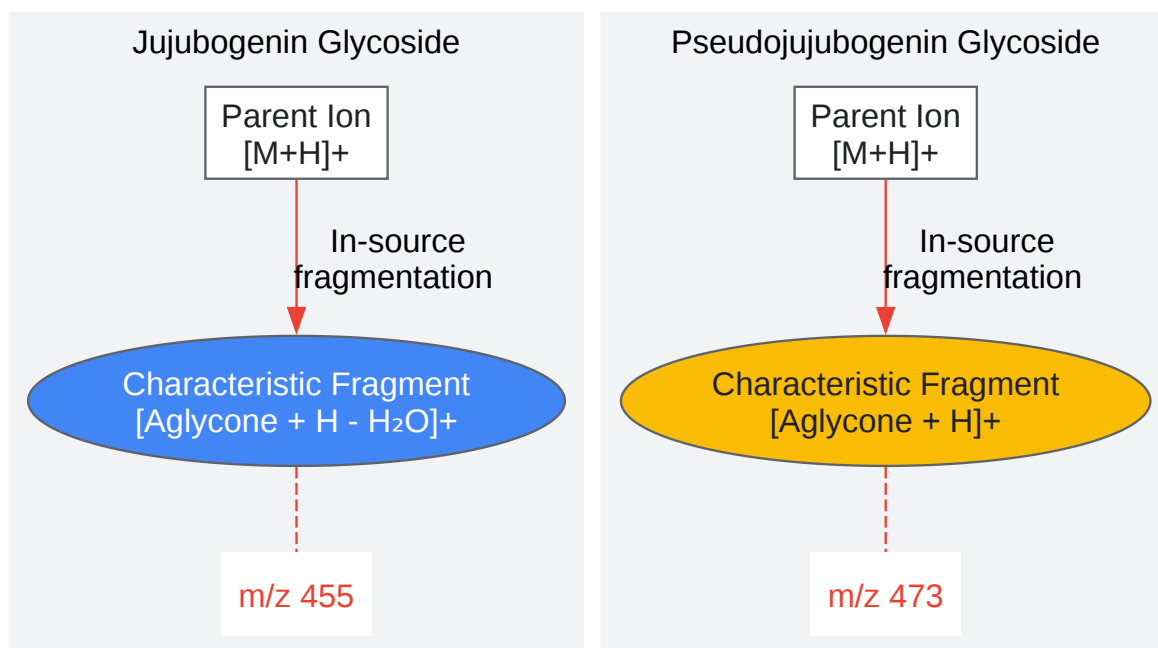 Jujubogenin Glycoside
Parent Ion
[M+H]+
In-source
fragmentation
Characteristic Fragment
[Aglycone + H - H₂O]+
m/z 455
Pseudojujubogenin Glycoside
Parent Ion
[M+H]+
In-source
fragmentation
Characteristic Fragment
[Aglycone + H]+
m/z 473